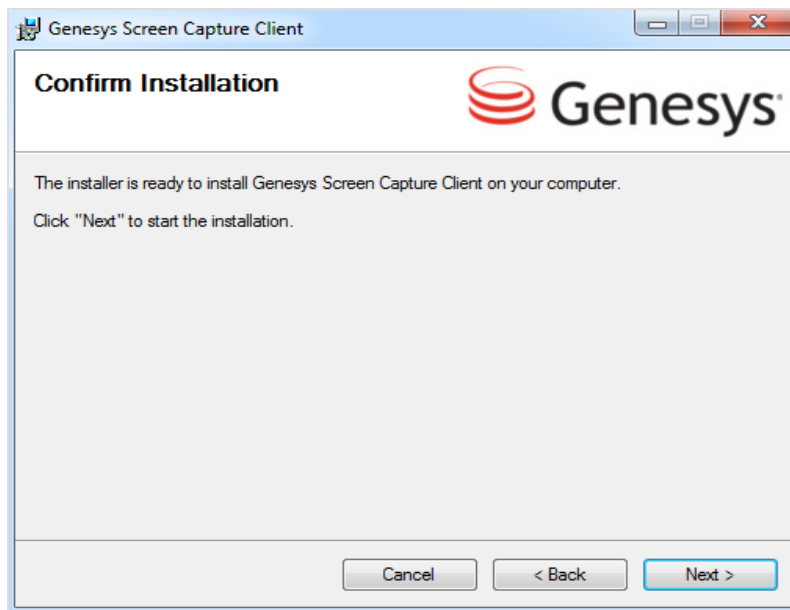 Genesys Screen Capture Client
Confirm Installation
Genesys
The installer is ready to install Genesys Screen Capture Client on your computer.
Click "Next" to start the installation.
Cancel
< Back
Next >